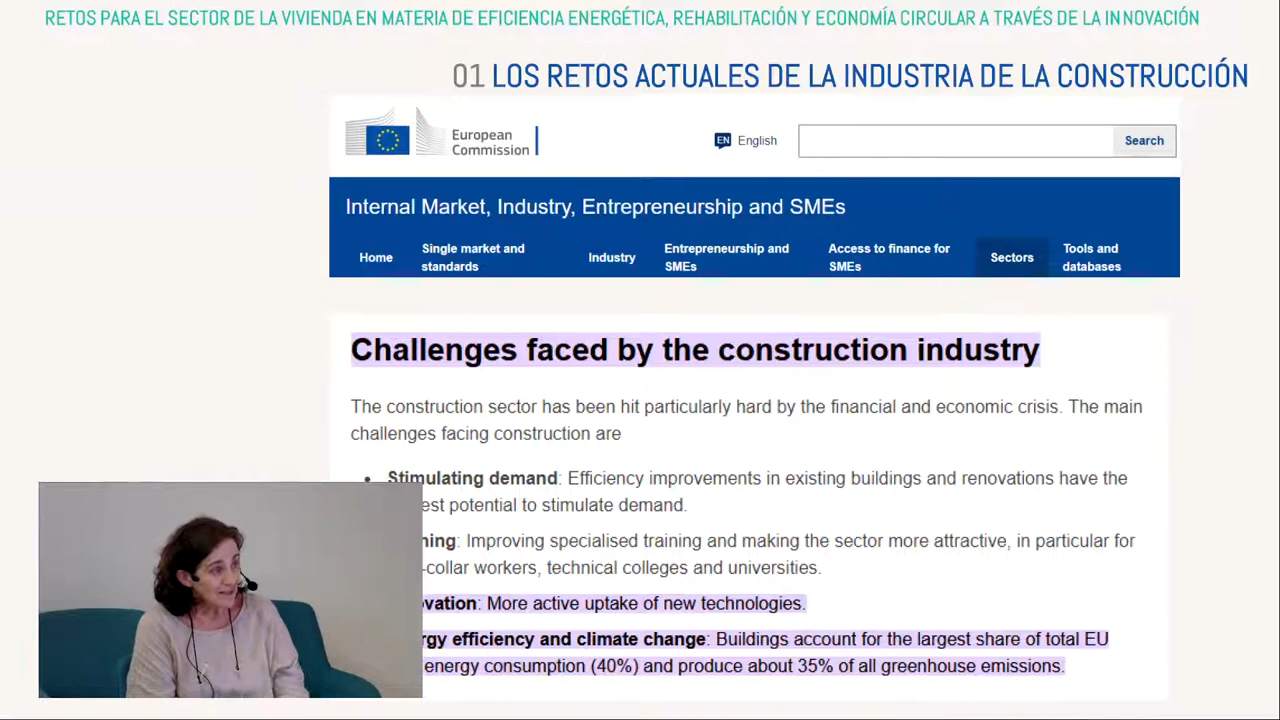 RETOS PARA EL SECTOR DE LA VIVIENDA EN MATERIA DE EFICIENCIA ENERGÉTICA, REHABILITACIÓN Y ECONOMÍA CIRCULAR A TRAVÉS DE LA INNOVACIÓN
01 LOS RETOS ACTUALES DE LA INDUSTRIA DE LA CONSTRUCCIÓN
European
Commission
EN English
Search
Internal Market, Industry, Entrepreneurship and SMEs
Home
Single market and
standards
Industry
Entrepreneurship and
SMEs
Access to finance for
SMEs
Sectors
Tools and
databases
Challenges faced by the construction industry
The construction sector has been hit particularly hard by the financial and economic crisis. The main
challenges facing construction are
• Stimulating demand: Efficiency improvements in existing buildings and renovations have the
potential to stimulate demand.
: Improving specialised training and making the sector more attractive, in particular for
-collar workers, technical colleges and universities.
: More active uptake of new technologies.
efficiency and climate change: Buildings account for the largest share of total EU
energy consumption (40%) and produce about 35% of all greenhouse emissions.